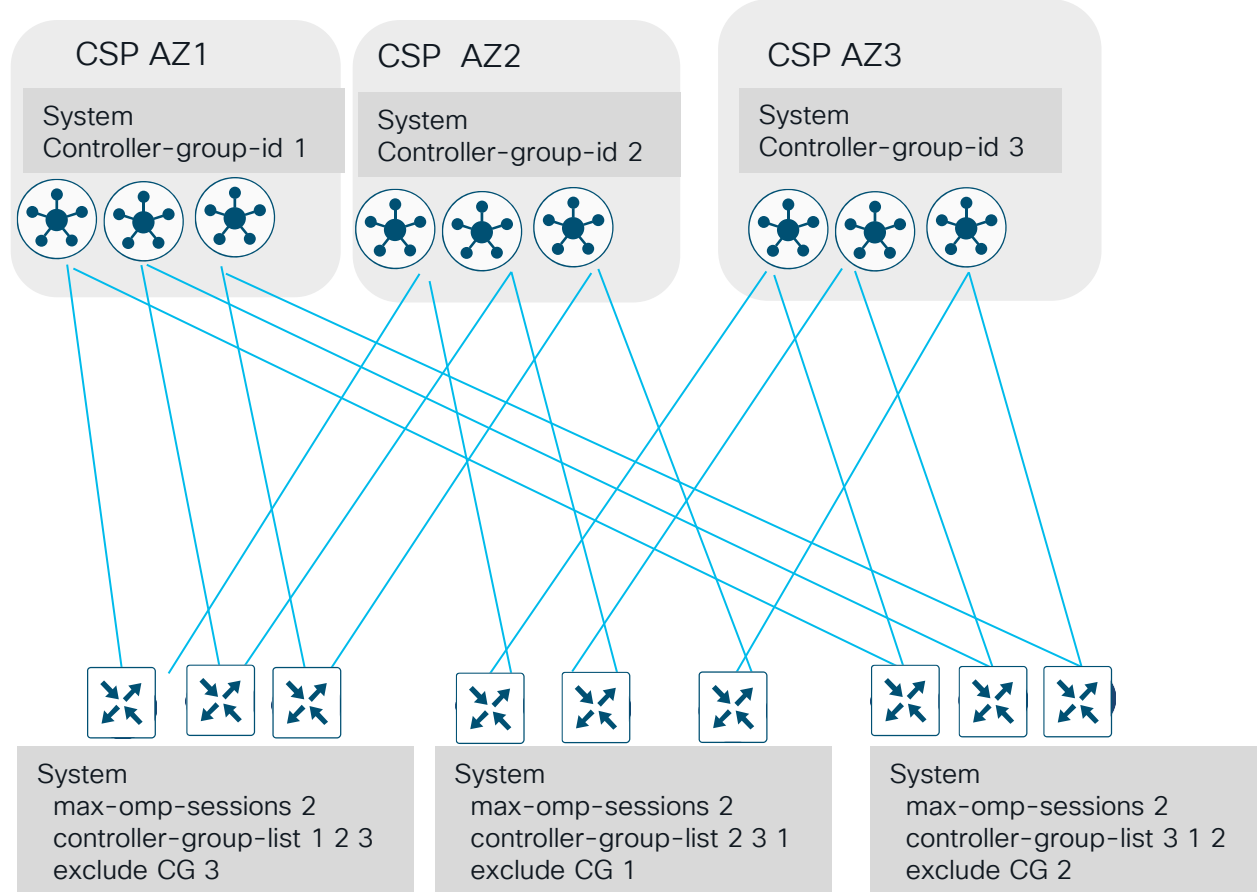 CSP AZ1
System
Controller-group-id 1
CSP AZ2
System
Controller-group-id 2
CSP AZ3
System
Controller-group-id 3
System
max-omp-sessions 2
controller-group-list 1 2 3
exclude CG 3
System
max-omp-sessions 2
controller-group-list 2 3 1
exclude CG 1
System
max-omp-sessions 2
controller-group-list 3 1 2
exclude CG 2